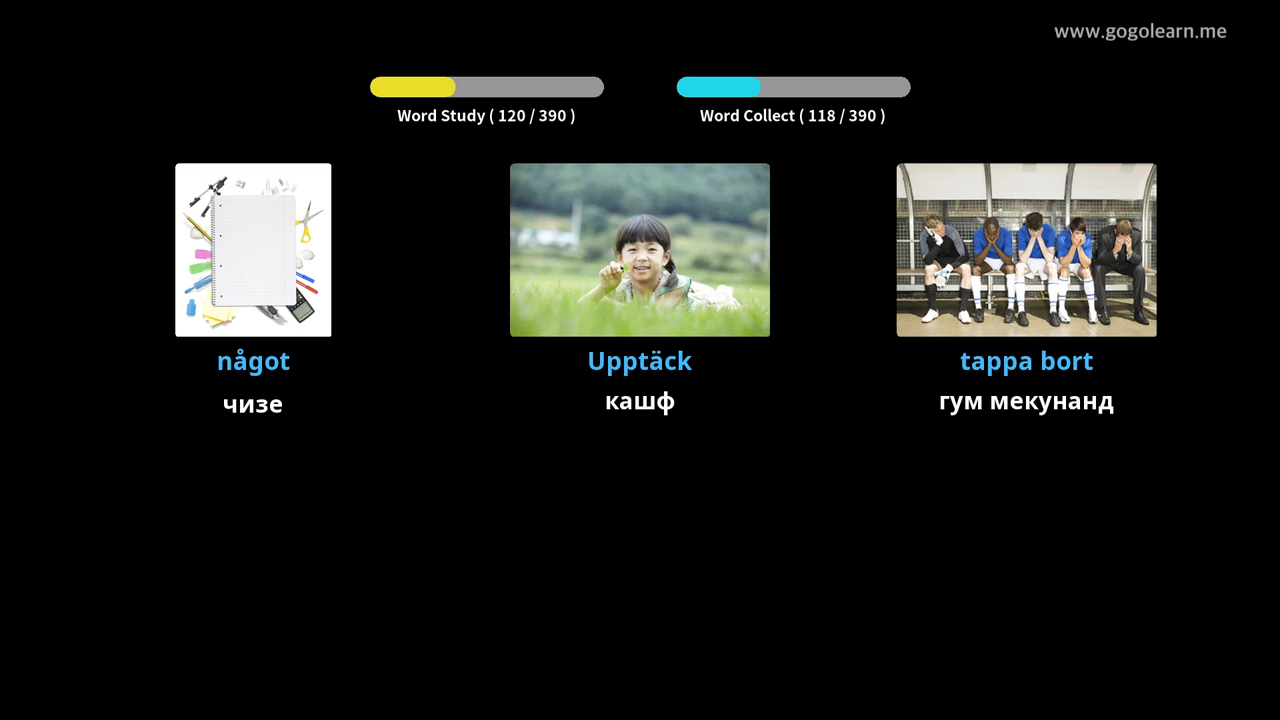 www.gogolearn.me
Word Study ( 120 / 390 )
Word Collect ( 118 / 390 )
något
Upptäck
tappa bort
чизе
кашф
гум мекунанд